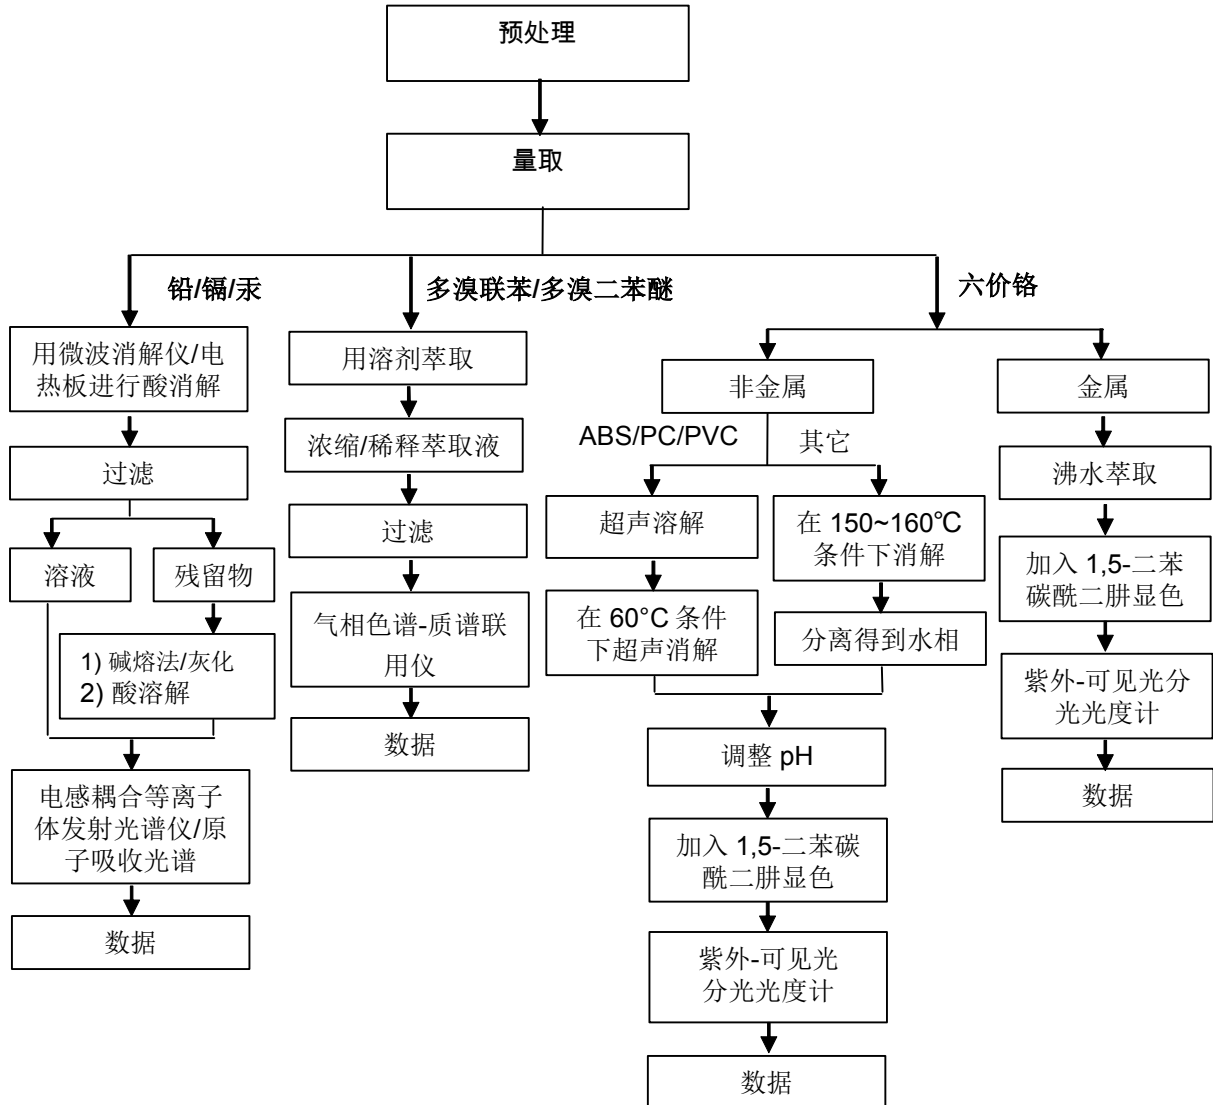 预处理
量取
铅/镉/汞
多溴联苯/多溴二苯醚
六价铬
用微波消解仪/电
热板进行酸消解
过滤
溶液
残留物
1) 碱熔法/灰化
2) 酸溶解
电感耦合等离子
体发射光谱仪/原
子吸收光谱
数据
用溶剂萃取
浓缩/稀释萃取液
过滤
气相色谱-质谱联
用仪
数据
非金属
ABS/PC/PVC
其它
超声溶解
在 60°C 条件
下超声消解
在 150~160℃
条件下消解
分离得到水相
调整 pH
加入 1,5-二苯碳
酰二肼显色
紫外-可见光
分光光度计
数据
金属
沸水萃取
加入 1,5-二苯
碳酰二肼显色
紫外-可见光分
光光度计
数据